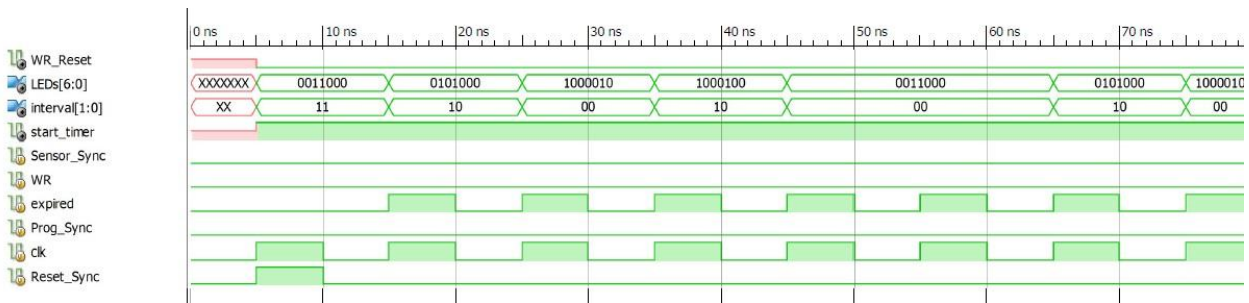 0 ns 10 ns 20 ns 30 ns 40 ns 50 ns 60 ns 70 ns
WR_Reset
LEDs[6:0] XXXXXXX 0011000 0101000 1000010 1000100 0011000 0101000 1000010
interval[1:0] XX 11 10 00 10 00 10 00
start_timer
Sensor_Sync
WR
expired
Prog_Sync
clk
Reset_Sync